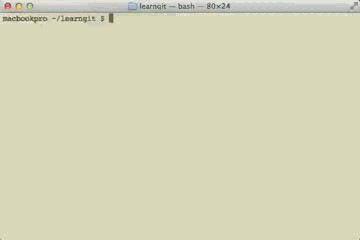 learngit — bash — 80×24
macbookpro ~/learngit $